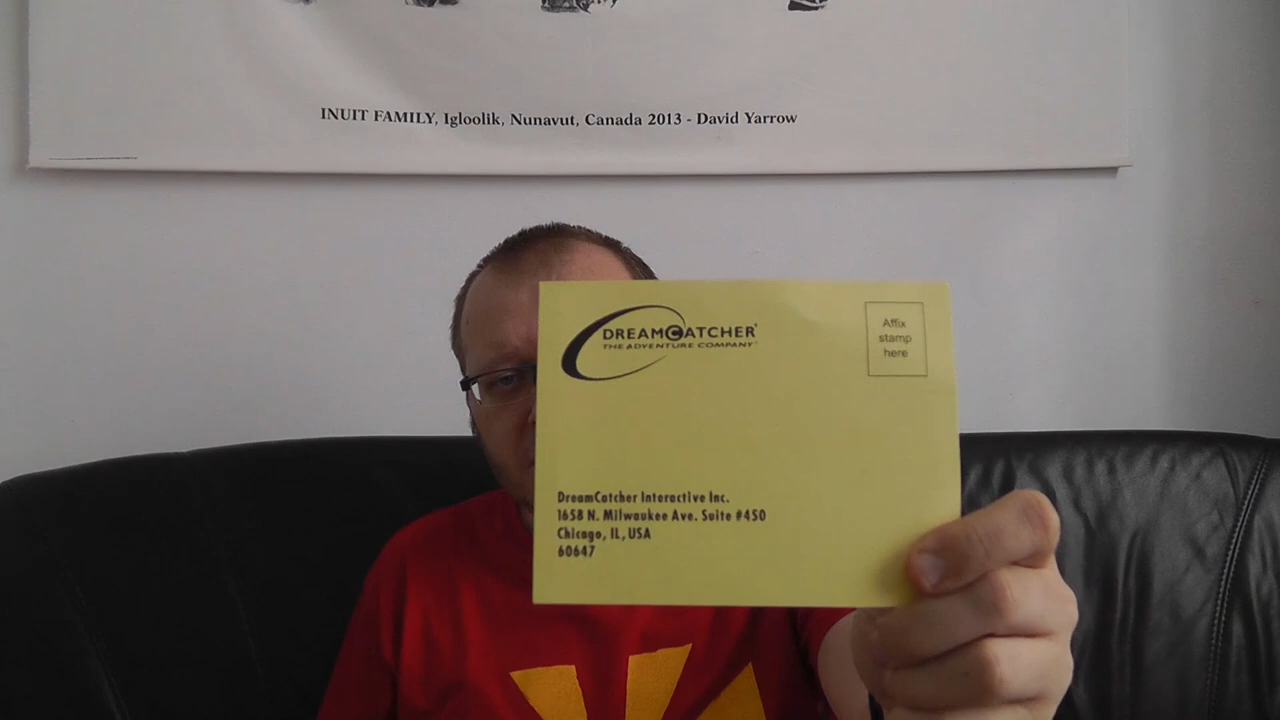 INUIT FAMILY, Igloolik, Nunavut, Canada 2013 - David Yarrow
DREAMCATCHER®
THE ADVENTURE COMPANY
Affix
stamp
here
DreamCatcher Interactive Inc.
1658 N. Milwaukee Ave. Suite #450
Chicago, IL, USA
60647